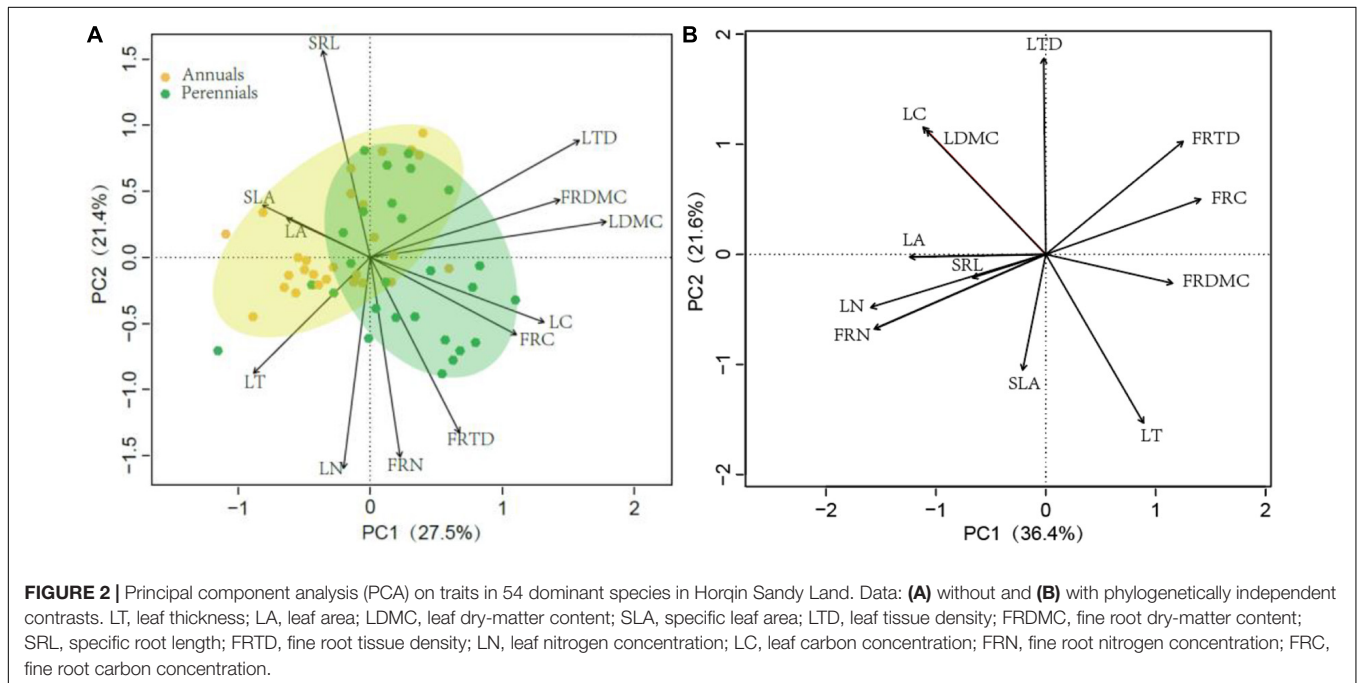 A
B
SRL
Annuals
Perennials
LTD
FRDMC
LDMC
SLA
LA
LC
FRC
LT
FRTD
LN
FRN
1.5
1.0
0.5
0.0
−0.5
−1.0
−1.5
PC2 (21.4%)
−1
0
1
2
PC1 (27.5%)
LTD
LC
LDMC
FRTD
FRC
LA
SRL
FRDMC
LN
FRN
SLA
LT
2
1
0
−1
−2
PC2 (21.6%)
−2
−1
0
1
2
PC1 (36.4%)
FIGURE 2 | Principal component analysis (PCA) on traits in 54 dominant species in Horqin Sandy Land. Data: (A) without and (B) with phylogenetically independent
contrasts. LT, leaf thickness; LA, leaf area; LDMC, leaf dry-matter content; SLA, specific leaf area; LTD, leaf tissue density; FRDMC, fine root dry-matter content;
SRL, specific root length; FRTD, fine root tissue density; LN, leaf nitrogen concentration; LC, leaf carbon concentration; FRN, fine root nitrogen concentration; FRC,
fine root carbon concentration.